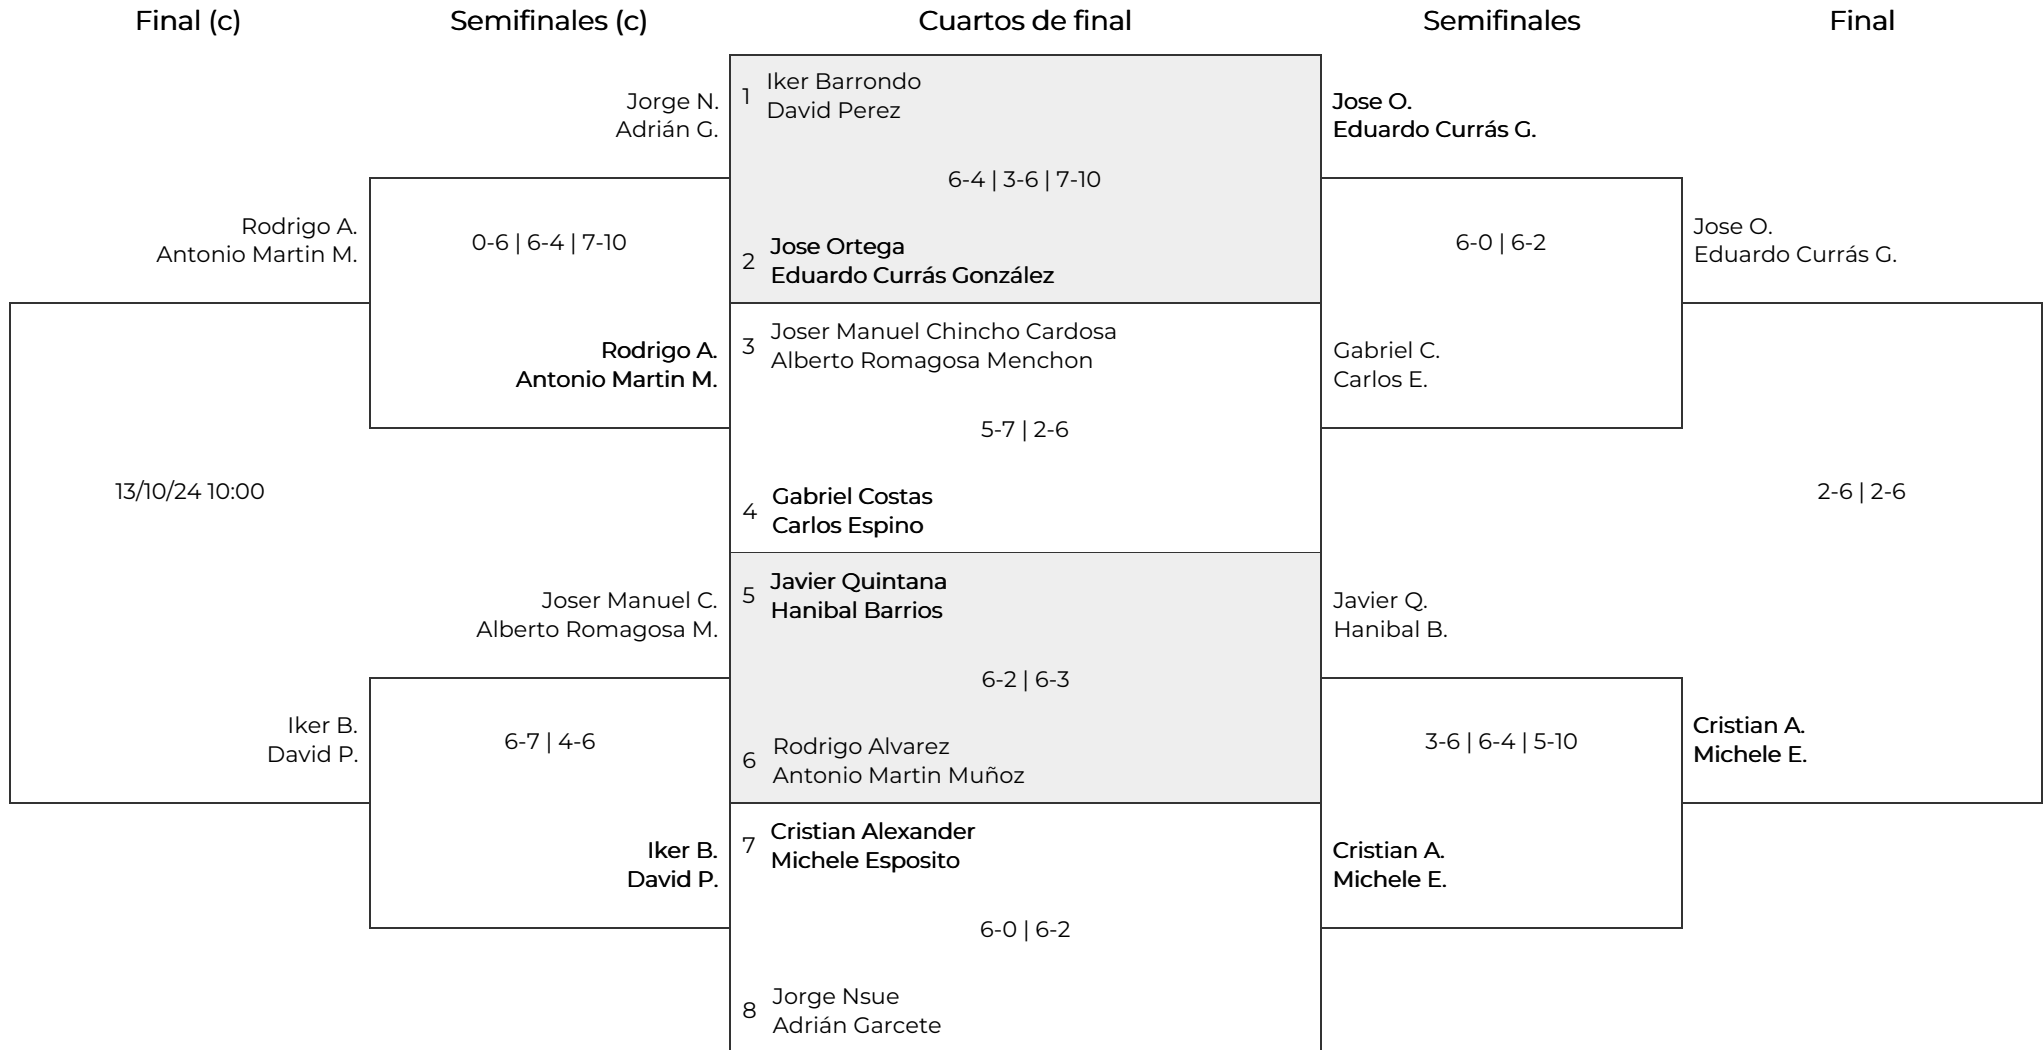 Final (c)
Semifinales (c)
Cuartos de final
Semifinales
Final
Jorge N.
Adrián G.
0-6 | 6-4 | 7-10
Rodrigo A.
Antonio Martin M.
Rodrigo A.
Antonio Martin M.
13/10/24 10:00
Joser Manuel C.
Alberto Romagosa M.
Iker B.
David P.
6-7 | 4-6
Iker B.
David P.
1
Iker Barrondo
David Perez
6-4 | 3-6 | 7-10
2
Jose Ortega
Eduardo Currás González
3
Joser Manuel Chincho Cardosa
Alberto Romagosa Menchon
5-7 | 2-6
4
Gabriel Costas
Carlos Espino
5
Javier Quintana
Hanibal Barrios
6-2 | 6-3
6
Rodrigo Alvarez
Antonio Martin Muñoz
7
Cristian Alexander
Michele Esposito
6-0 | 6-2
8
Jorge Nsue
Adrián Garcete
Jose O.
Eduardo Currás G.
6-0 | 6-2
Gabriel C.
Carlos E.
Javier Q.
Hanibal B.
3-6 | 6-4 | 5-10
Cristian A.
Michele E.
Jose O.
Eduardo Currás G.
2-6 | 2-6
Cristian A.
Michele E.